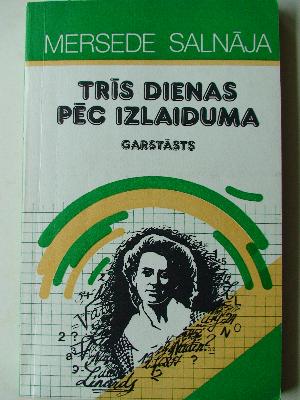 MERSEDE SALNĀJA
TRĪS DIENAS
PĒC IZLAIDUMA
GARSTĀSTS